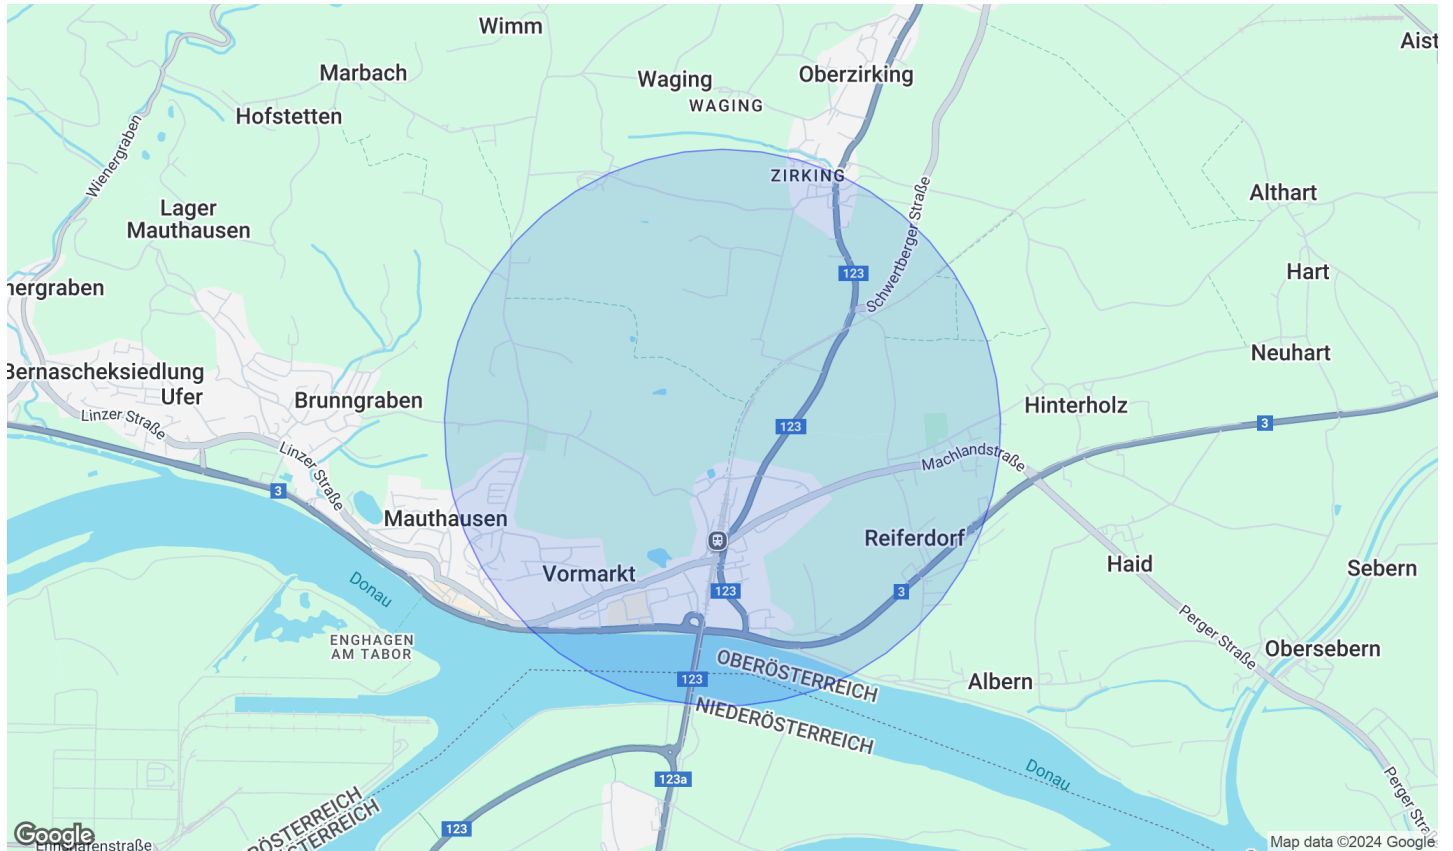 Wimm
Aist
Marbach
Waging
Oberzirking
WAGING
Hofstetten
Wienergraben
ZIRKING
Althart
Lager
Mauthausen
Schwertberger Straße
123
Hart
nergraben
Neuhart
Bernascheksiedlung
Ufer
Brunngraben
Hinterholz
Linzer Straße
123
3
Machlandstraße
Linzer Straße
3
Mauthausen
Reiferdorf
Haid
Sebern
Vormarkt
Donau
123
3
Perger Straße
ENGHAGEN
AM TABOR
Obersebern
OBERÖSTERREICH
123
Albern
NIEDERÖSTERREICH
123a
Donau
Perger Straße
123
Google
Map data ©2024 Google